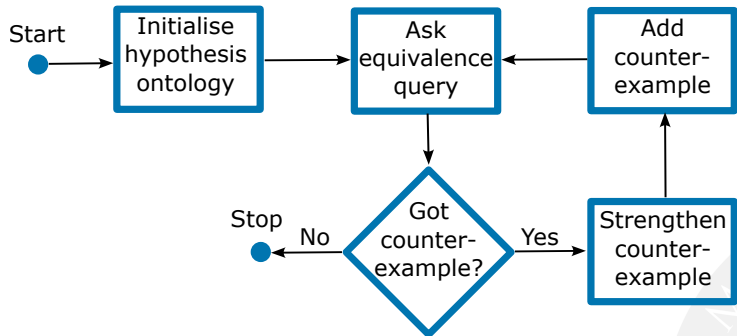 Start
Initialise
hypothesis
ontology
Ask
equivalence
query
Add
counter-
example
Stop
No
Got
counter-
example?
Yes
Strengthen
counter-
example